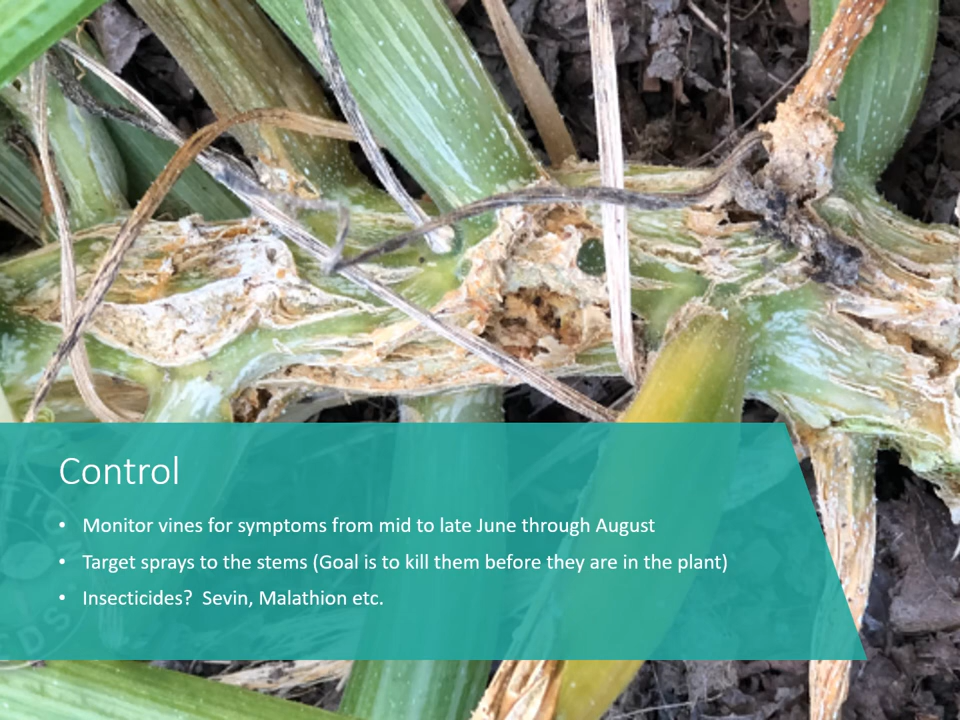 Control
• Monitor vines for symptoms from mid to late June through August
• Target sprays to the stems (Goal is to kill them before they are in the plant)
• Insecticides?  Sevin, Malathion etc.